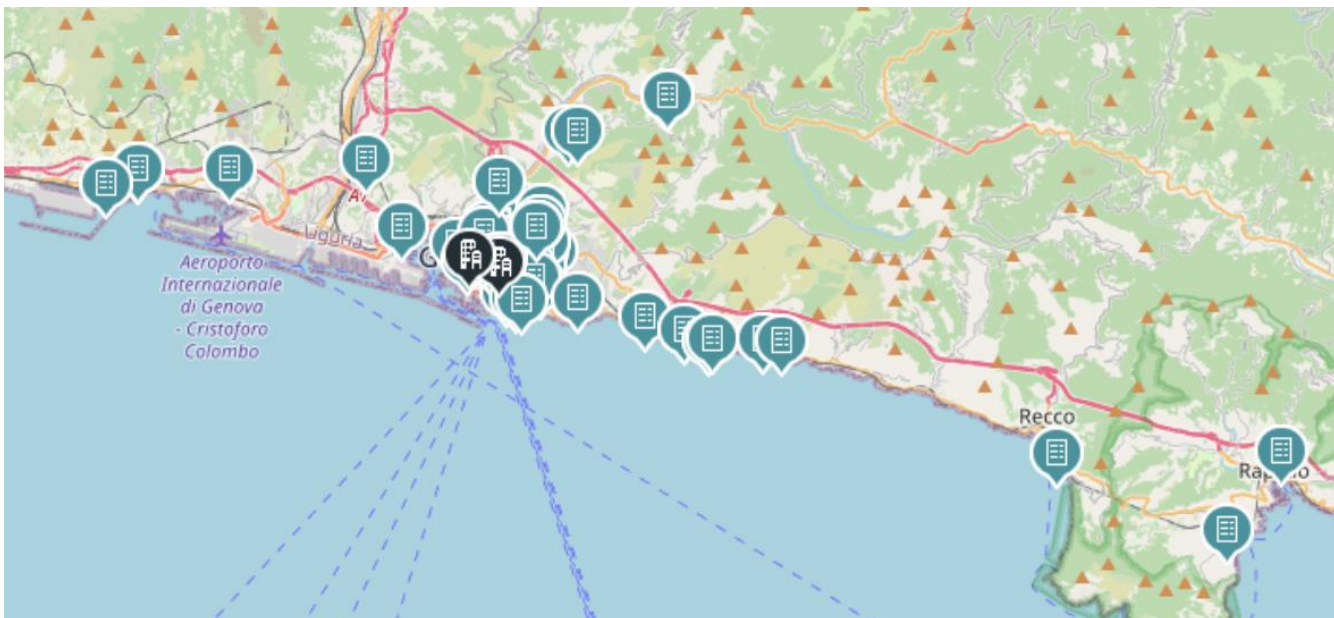 Liguria
Aeroporto
Internazionale
di Genova
- Cristoforo
Colombo
Recco